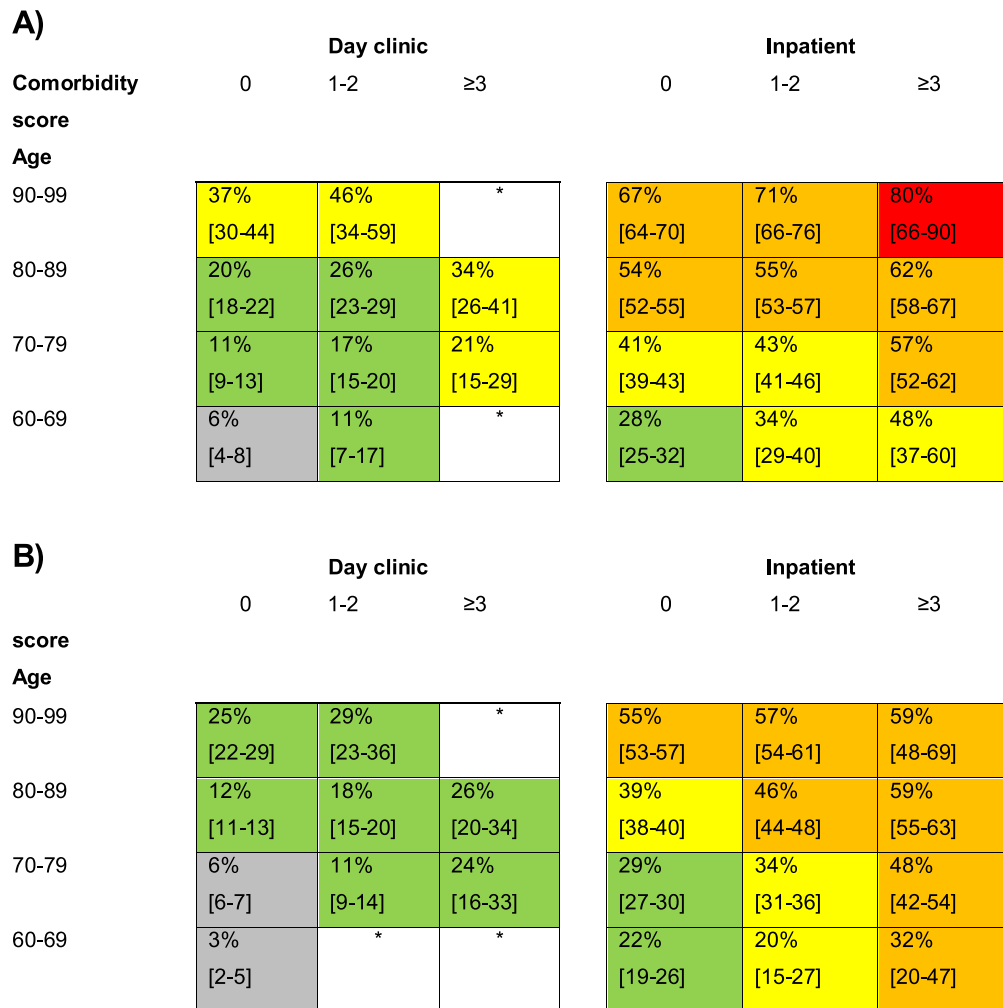 A)
Day clinic Inpatient
Comorbidity 0 1-2 ≥3 0 1-2 ≥3
score
Age
90-99 37% 46% * 67% 71% 80%
[30-44] [34-59] [64-70] [66-76] [66-90]
80-89 20% 26% 34% 54% 55% 62%
[18-22] [23-29] [26-41] [52-55] [53-57] [58-67]
70-79 11% 17% 21% 41% 43% 57%
[9-13] [15-20] [15-29] [39-43] [41-46] [52-62]
60-69 6% 11% * 28% 34% 48%
[4-8] [7-17] [25-32] [29-40] [37-60]
B)
Day clinic Inpatient
0 1-2 ≥3 0 1-2 ≥3
score
Age
90-99 25% 29% * 55% 57% 59%
[22-29] [23-36] [53-57] [54-61] [48-69]
80-89 12% 18% 26% 39% 46% 59%
[11-13] [15-20] [20-34] [38-40] [44-48] [55-63]
70-79 6% 11% 24% 29% 34% 48%
[6-7] [9-14] [16-33] [27-30] [31-36] [42-54]
60-69 3% * * 22% 20% 32%
[2-5] [19-26] [15-27] [20-47]